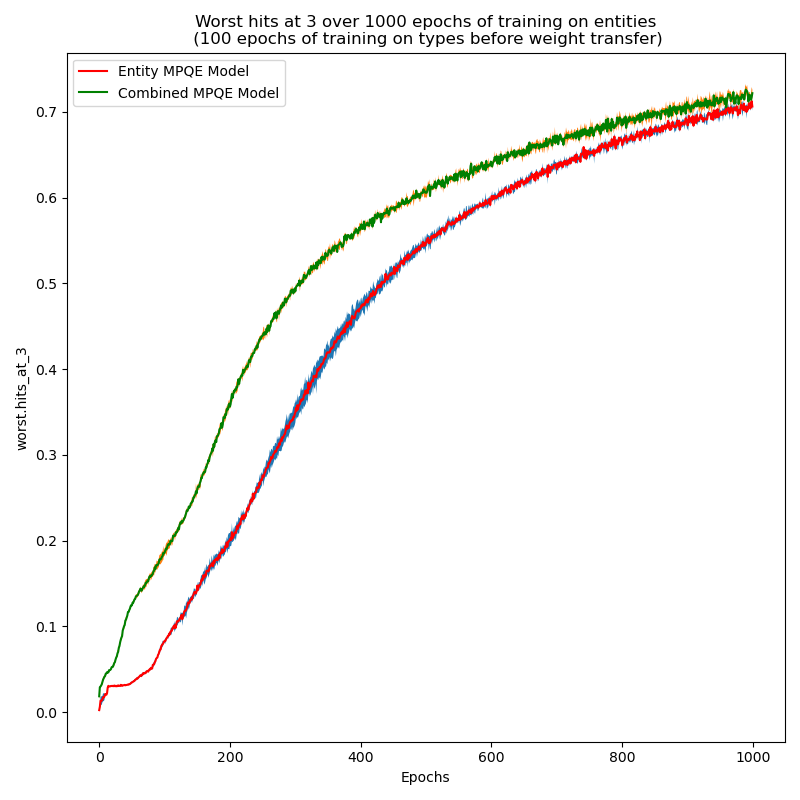 Worst hits at 3 over 1000 epochs of training on entities
(100 epochs of training on types before weight transfer)
Entity MPQE Model
Combined MPQE Model
worst.hits_at_3
0.7
0.6
0.5
0.4
0.3
0.2
0.1
0.0
0 200 400 600 800 1000
Epochs